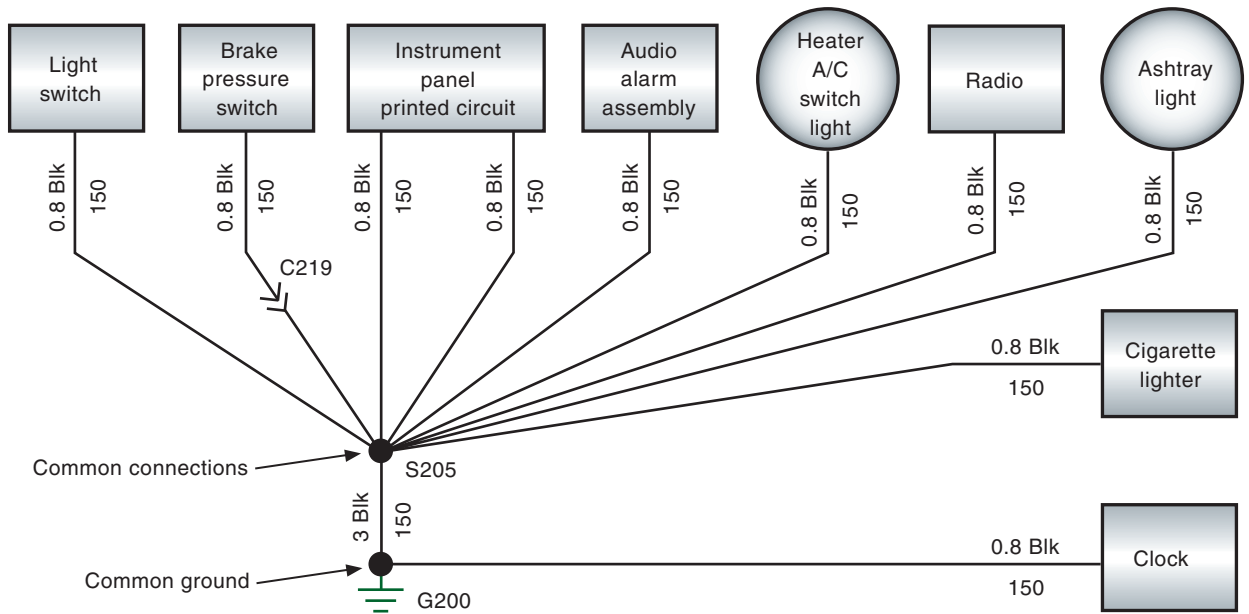 Light
switch
Brake
pressure
switch
Instrument
panel
printed circuit
Audio
alarm
assembly
Heater
A/C
switch
light
Radio
Ashtray
light
0.8 Blk
150
0.8 Blk
150
0.8 Blk
150
0.8 Blk
150
0.8 Blk
150
0.8 Blk
150
0.8 Blk
150
0.8 Blk
150
C219
0.8 Blk
150
Cigarette
lighter
Common connections
S205
3 Blk
150
0.8 Blk
150
Clock
Common ground
G200